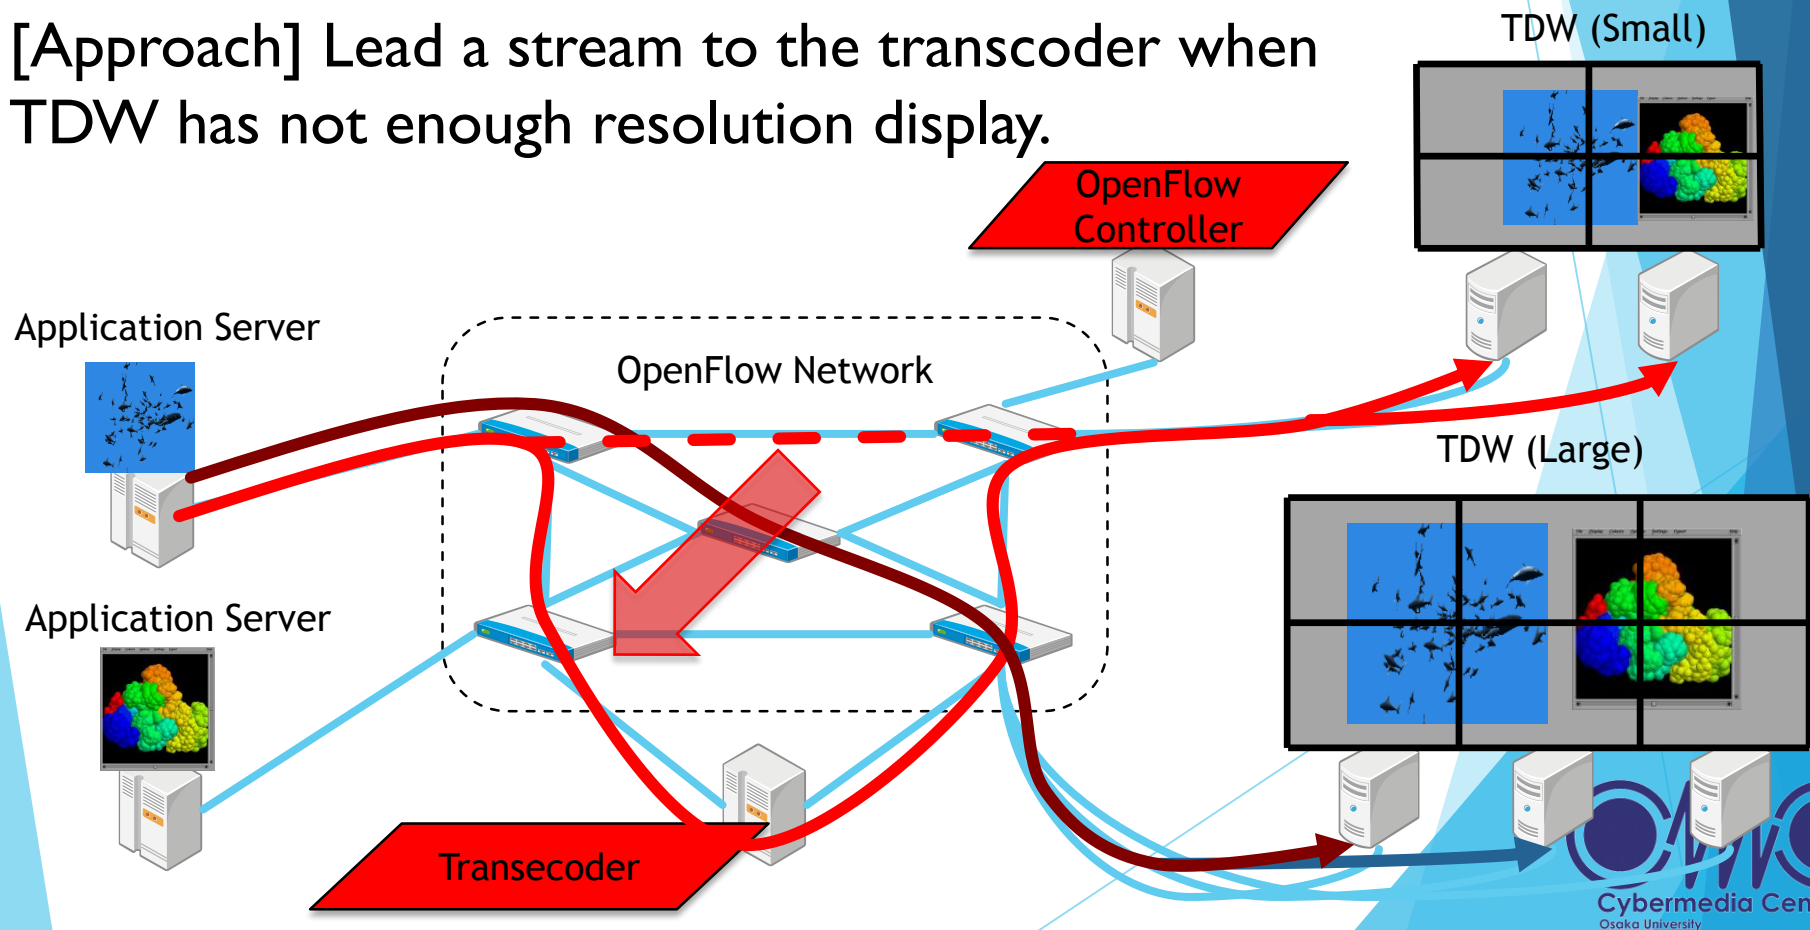 [Approach] Lead a stream to the transcoder when
TDW has not enough resolution display.
TDW (Small)
OpenFlow
Controller
Application Server
OpenFlow Network
TDW (Large)
Application Server
Transecoder
Cybermedia Cen
Osaka University